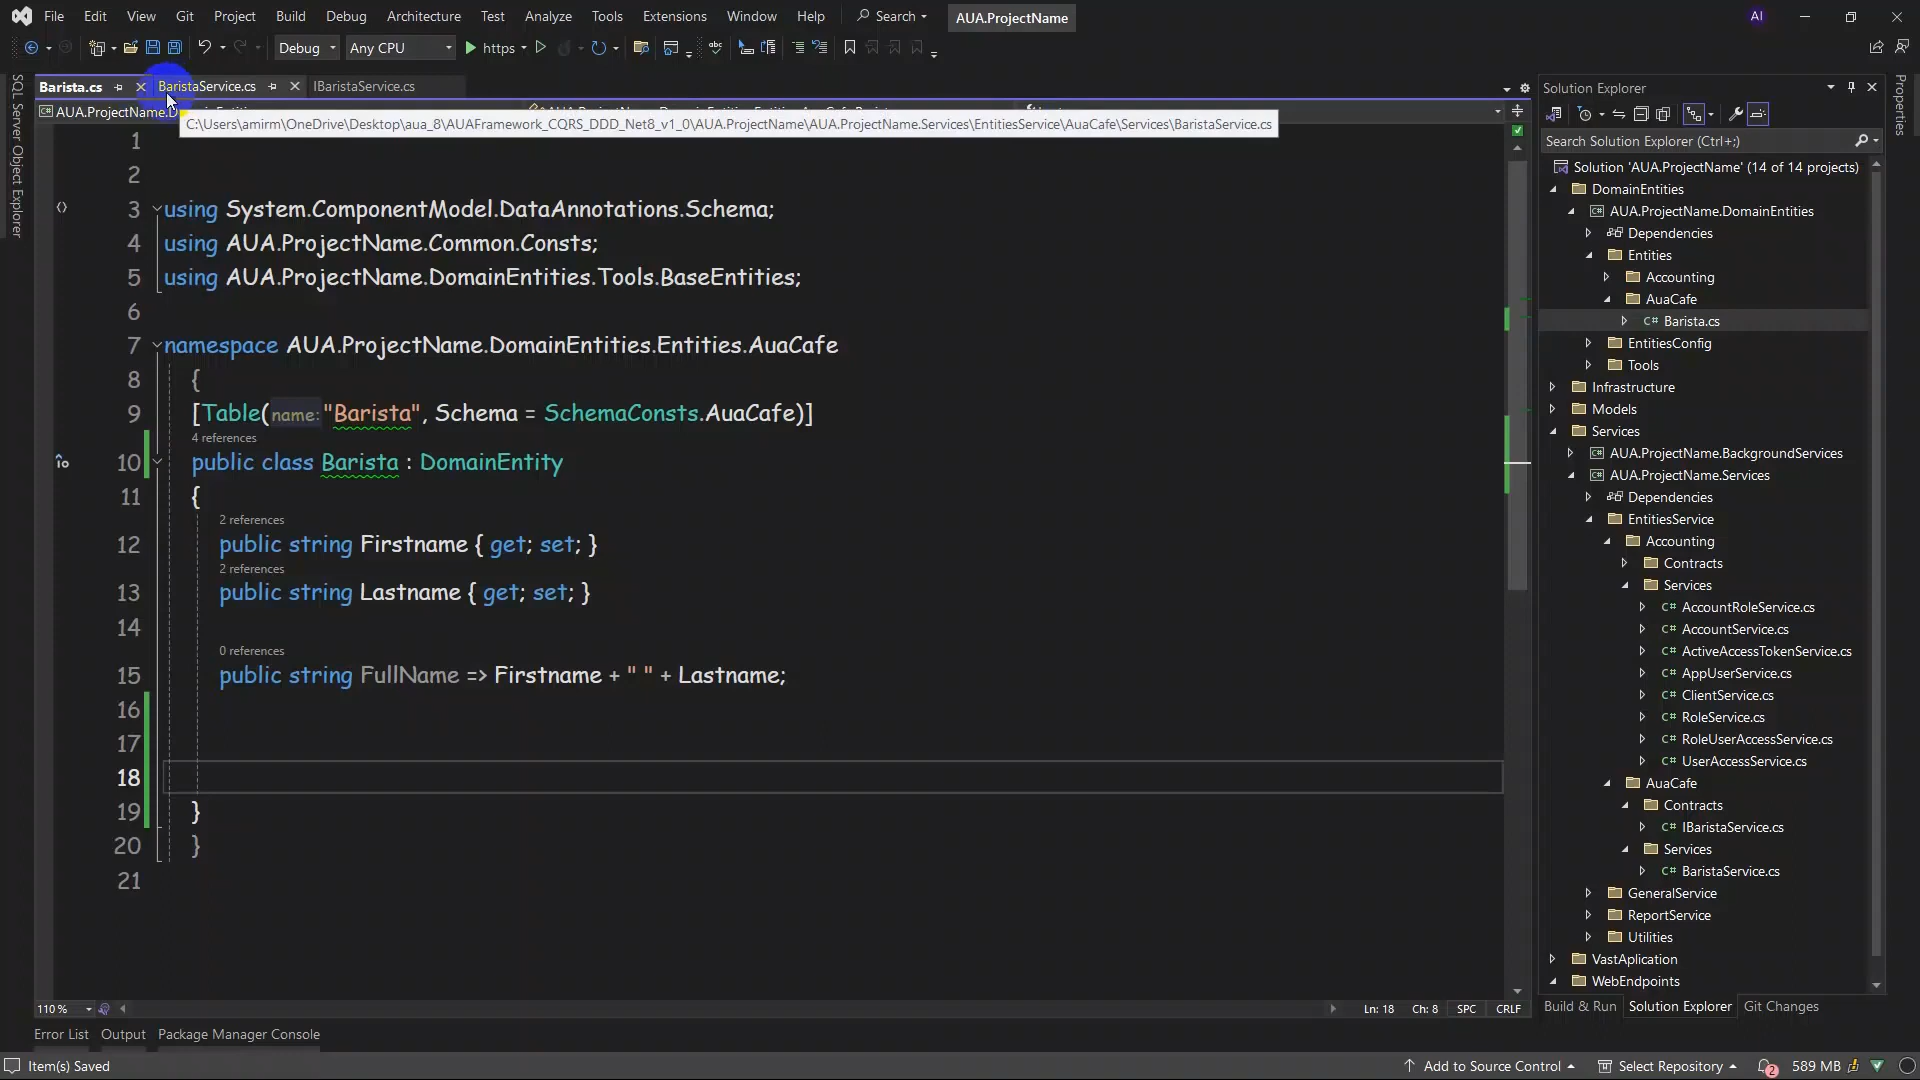 File Edit View Git Project Build Debug Architecture Test Analyze Tools Extensions Window Help Search AUA.ProjectName AI
Debug Any CPU https
Barista.cs BaristaService.cs IBaristaService.cs
AUA.ProjectName.D
C:\Users\amirm\OneDrive\Desktop\aua_8\AUAFramework_CQRS_DDD_Net8_v1_0\AUA.ProjectName\AUA.ProjectName.Services\EntitiesService\AuaCafe\Services\BaristaService.cs
SQL Server Object Explorer
1
2
3 using System.ComponentModel.DataAnnotations.Schema;
4 using AUA.ProjectName.Common.Consts;
5 using AUA.ProjectName.DomainEntities.Tools.BaseEntities;
6
7 namespace AUA.ProjectName.DomainEntities.Entities.AuaCafe
8 {
9 [Table(name: "Barista", Schema = SchemaConsts.AuaCafe)]
4 references
10 public class Barista : DomainEntity
11 {
2 references
12 public string Firstname { get; set; }
2 references
13 public string Lastname { get; set; }
14
0 references
15 public string FullName => Firstname + " " + Lastname;
16
17
18
19 }
20 }
21
110 % Ln: 18 Ch: 8 SPC CRLF
Solution Explorer
Search Solution Explorer (Ctrl+;)
Solution 'AUA.ProjectName' (14 of 14 projects)
DomainEntities
AUA.ProjectName.DomainEntities
Dependencies
Entities
Accounting
AuaCafe
C# Barista.cs
EntitiesConfig
Tools
Infrastructure
Models
Services
AUA.ProjectName.BackgroundServices
AUA.ProjectName.Services
Dependencies
EntitiesService
Accounting
Contracts
Services
C# AccountRoleService.cs
C# AccountService.cs
C# ActiveAccessTokenService.cs
C# AppUserService.cs
C# ClientService.cs
C# RoleService.cs
C# RoleUserAccessService.cs
C# UserAccessService.cs
AuaCafe
Contracts
C# IBaristaService.cs
Services
C# BaristaService.cs
GeneralService
ReportService
Utilities
VastAplication
WebEndpoints
Build & Run Solution Explorer Git Changes
Properties
Error List Output Package Manager Console
Item(s) Saved Add to Source Control Select Repository 2 589 MB